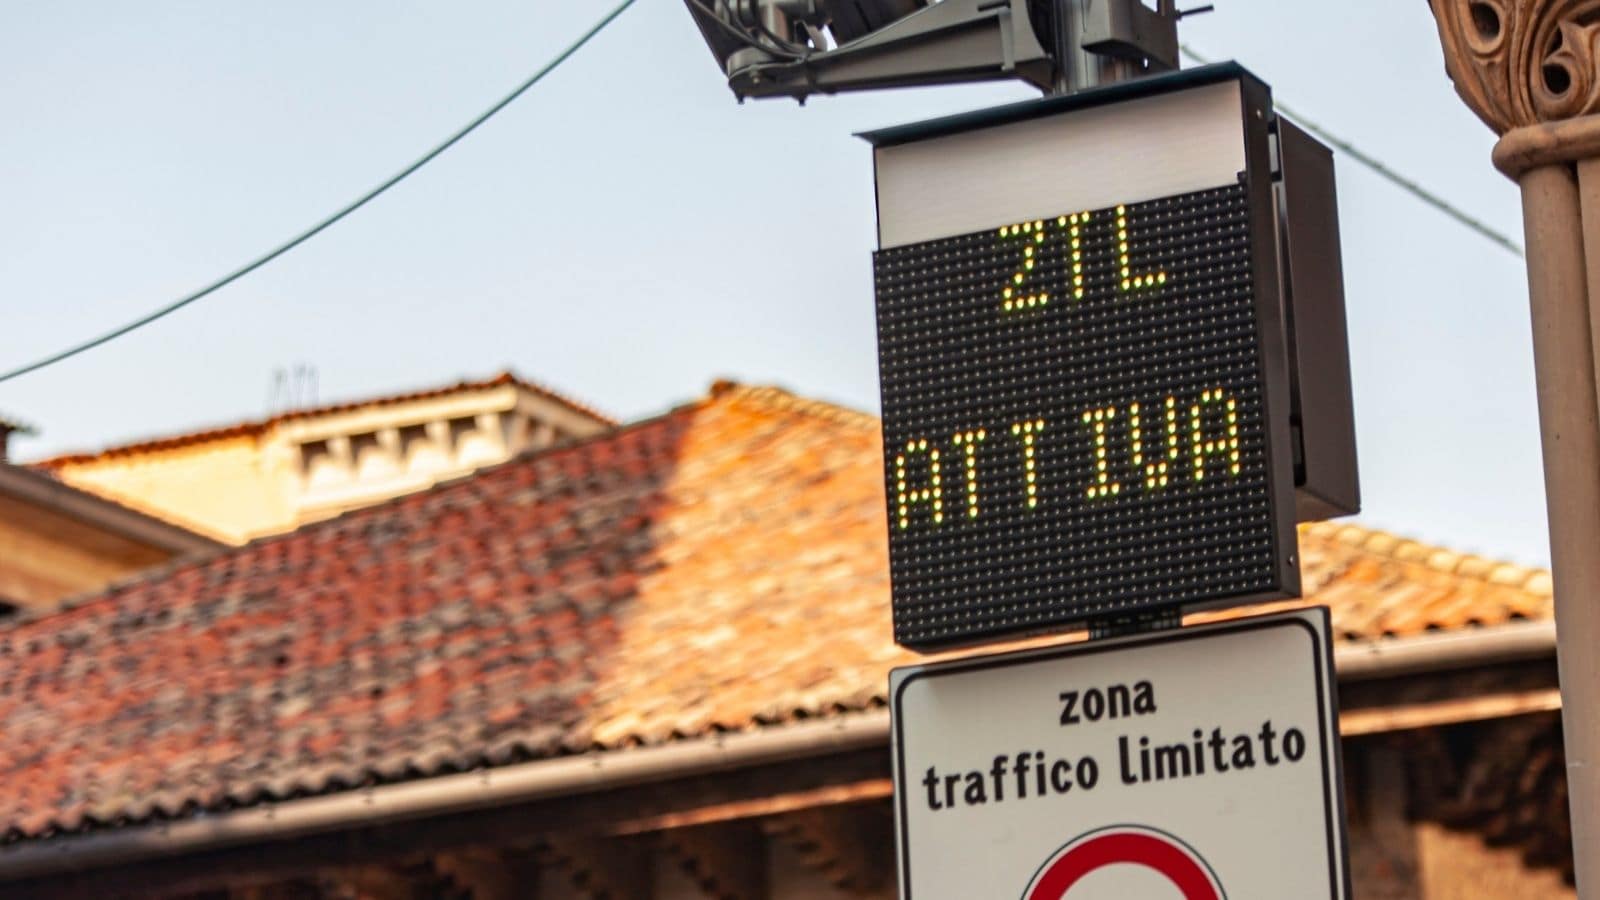 ZTL
ATTIVA
zona
traffico limitato